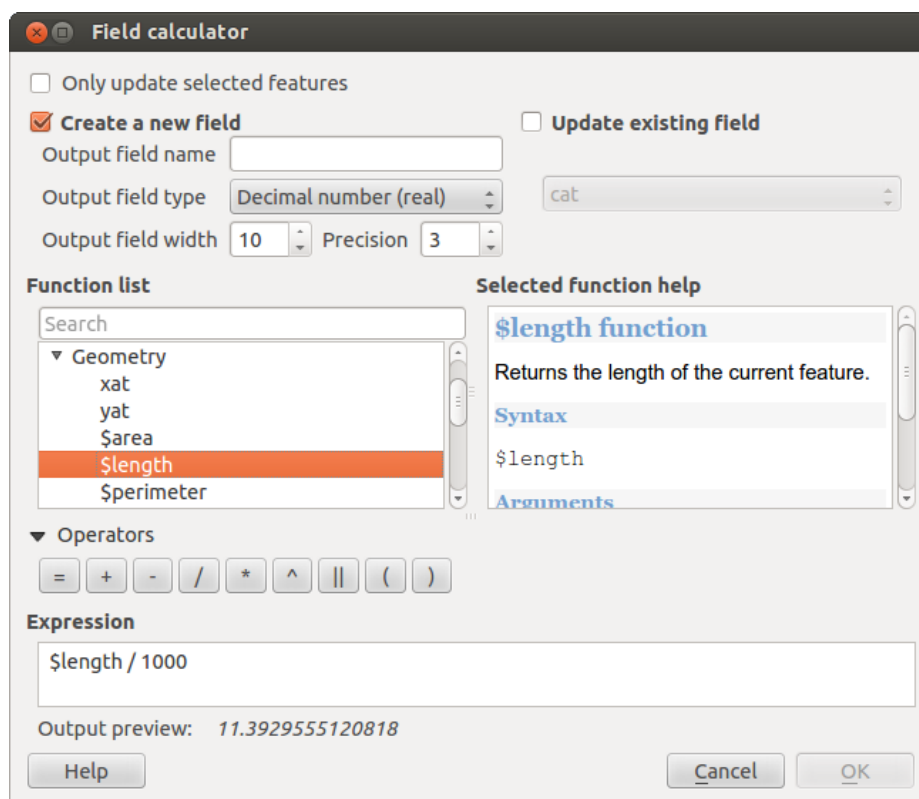 Field calculator
Only update selected features
Create a new field
Update existing field
Output field name
Output field type Decimal number (real)
cat
Output field width 10 Precision 3
Function list
Selected function help
Search
Geometry
xat
yat
$area
$length
$perimeter
$length function
Returns the length of the current feature.
Syntax
$length
Arguments
Operators
= + - / * ^ || ( )
Expression
$length / 1000
Output preview: 11.3929555120818
Help Cancel OK